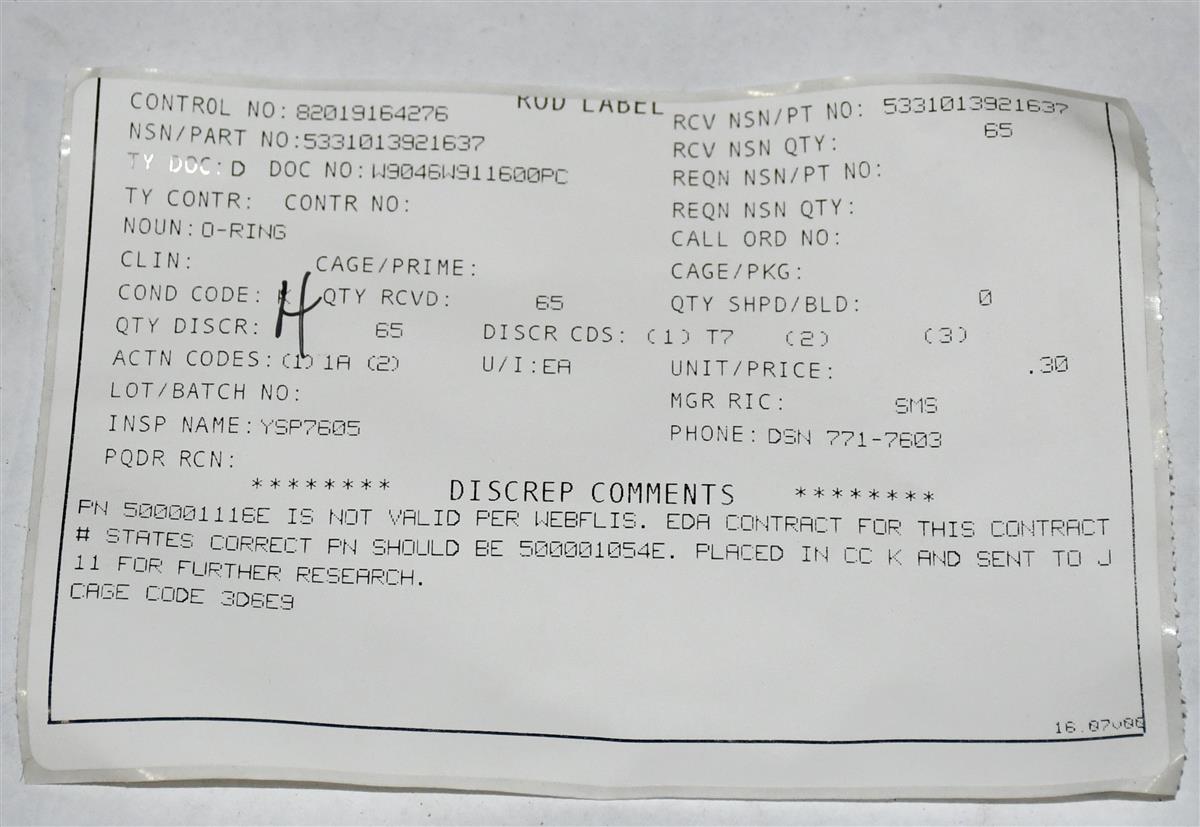 ROD LABEL
CONTROL NO: 82019164276 RCV NSN/PT NO: 5331013921637
NSN/PART NO:5331013921637 RCV NSN QTY: 65
TY DOC: D DOC NO: W9046W911600PC REQN NSN/PT NO:
TY CONTR: CONTR NO: REQN NSN QTY:
NOUN: O-RING CALL ORD NO:
CLIN: CAGE/PRIME: CAGE/PKG:
COND CODE: K H QTY RCVD: 65 QTY SHPD/BLD: 0
QTY DISCR: 65 DISCR CDS: (1) T7 (2) (3)
ACTN CODES: (1) 1A (2) U/I: EA UNIT/PRICE: .30
LOT/BATCH NO: MGR RIC: SMS
INSP NAME: YSP7605 PHONE: DSN 771-7603
PQDR RCN:
******** DISCREP COMMENTS ********
PN 500001116E IS NOT VALID PER WEBFLIS. EDA CONTRACT FOR THIS CONTRACT
# STATES CORRECT PN SHOULD BE 500001054E. PLACED IN CC K AND SENT TO J
11 FOR FURTHER RESEARCH.
CAGE CODE 3D6E9